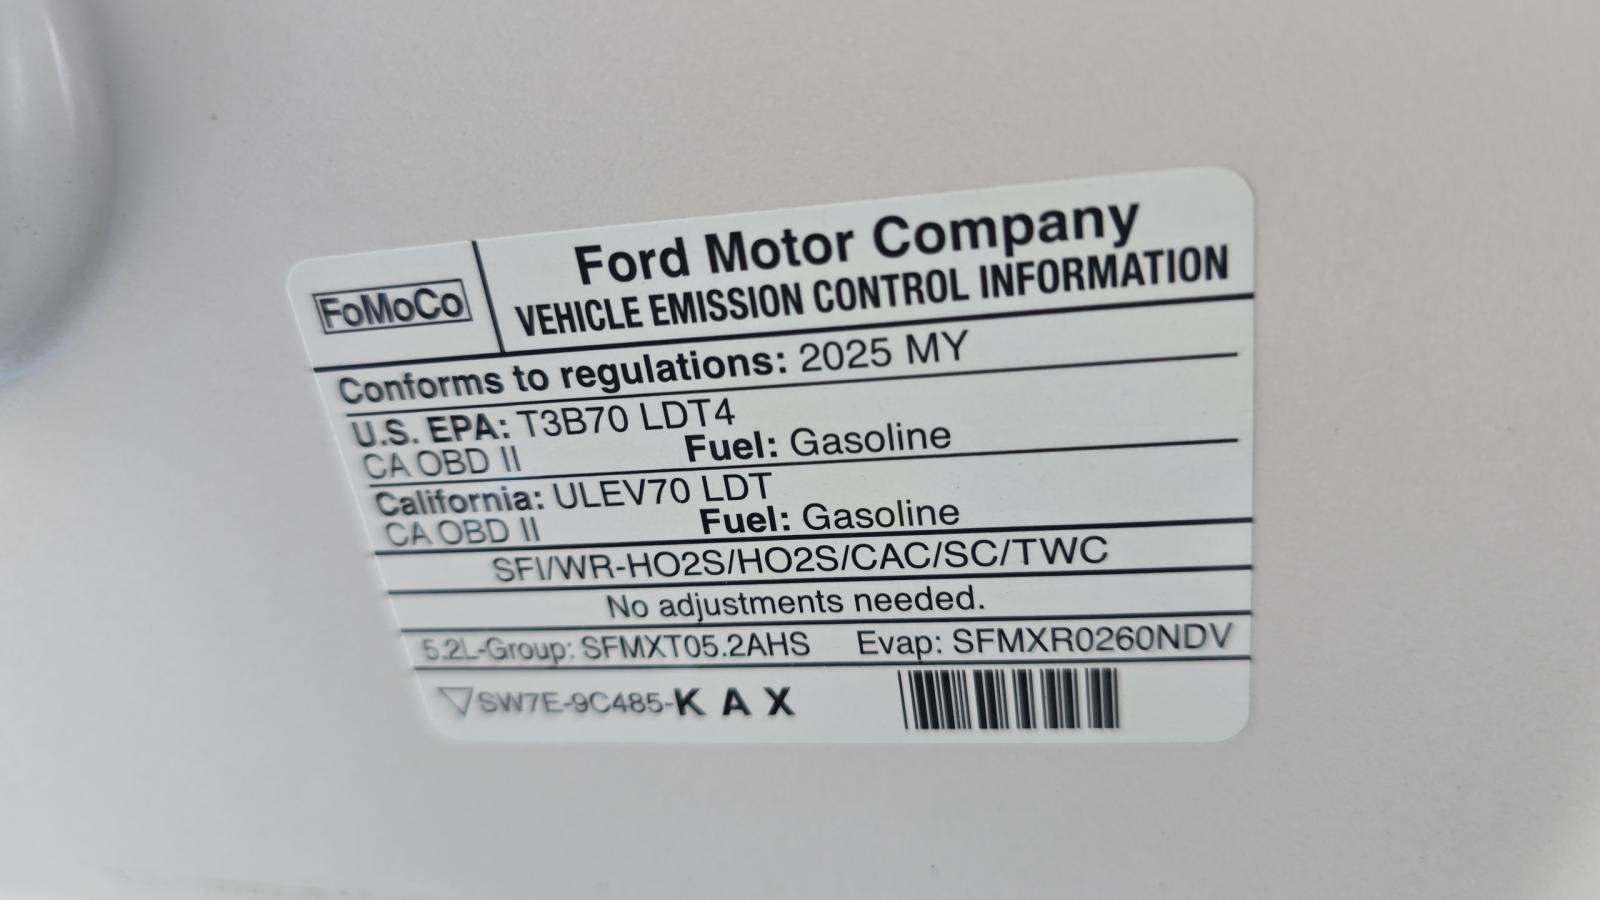 FoMoCo
Ford Motor Company
VEHICLE EMISSION CONTROL INFORMATION
Conforms to regulations: 2025 MY
U.S. EPA: T3B70 LDT4
CA OBD II Fuel: Gasoline
California: ULEV70 LDT
CA OBD II Fuel: Gasoline
SFI/WR-HO2S/HO2S/CAC/SC/TWC
No adjustments needed.
5.2L-Group: SFMXT05.2AHS Evap: SFMXR0260NDV
SW7E-9C485-K A X